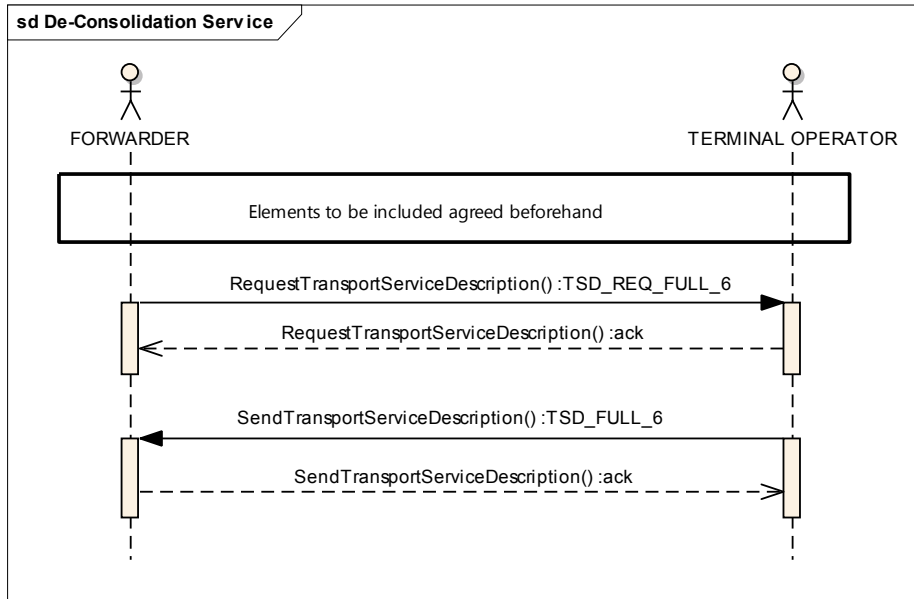 sd De-Consolidation Service
FORWARDER
TERMINAL OPERATOR
Elements to be included agreed beforehand
RequestTransportServiceDescription() :TSD_REQ_FULL_6
RequestTransportServiceDescription() :ack
SendTransportServiceDescription() :TSD_FULL_6
SendTransportServiceDescription() :ack